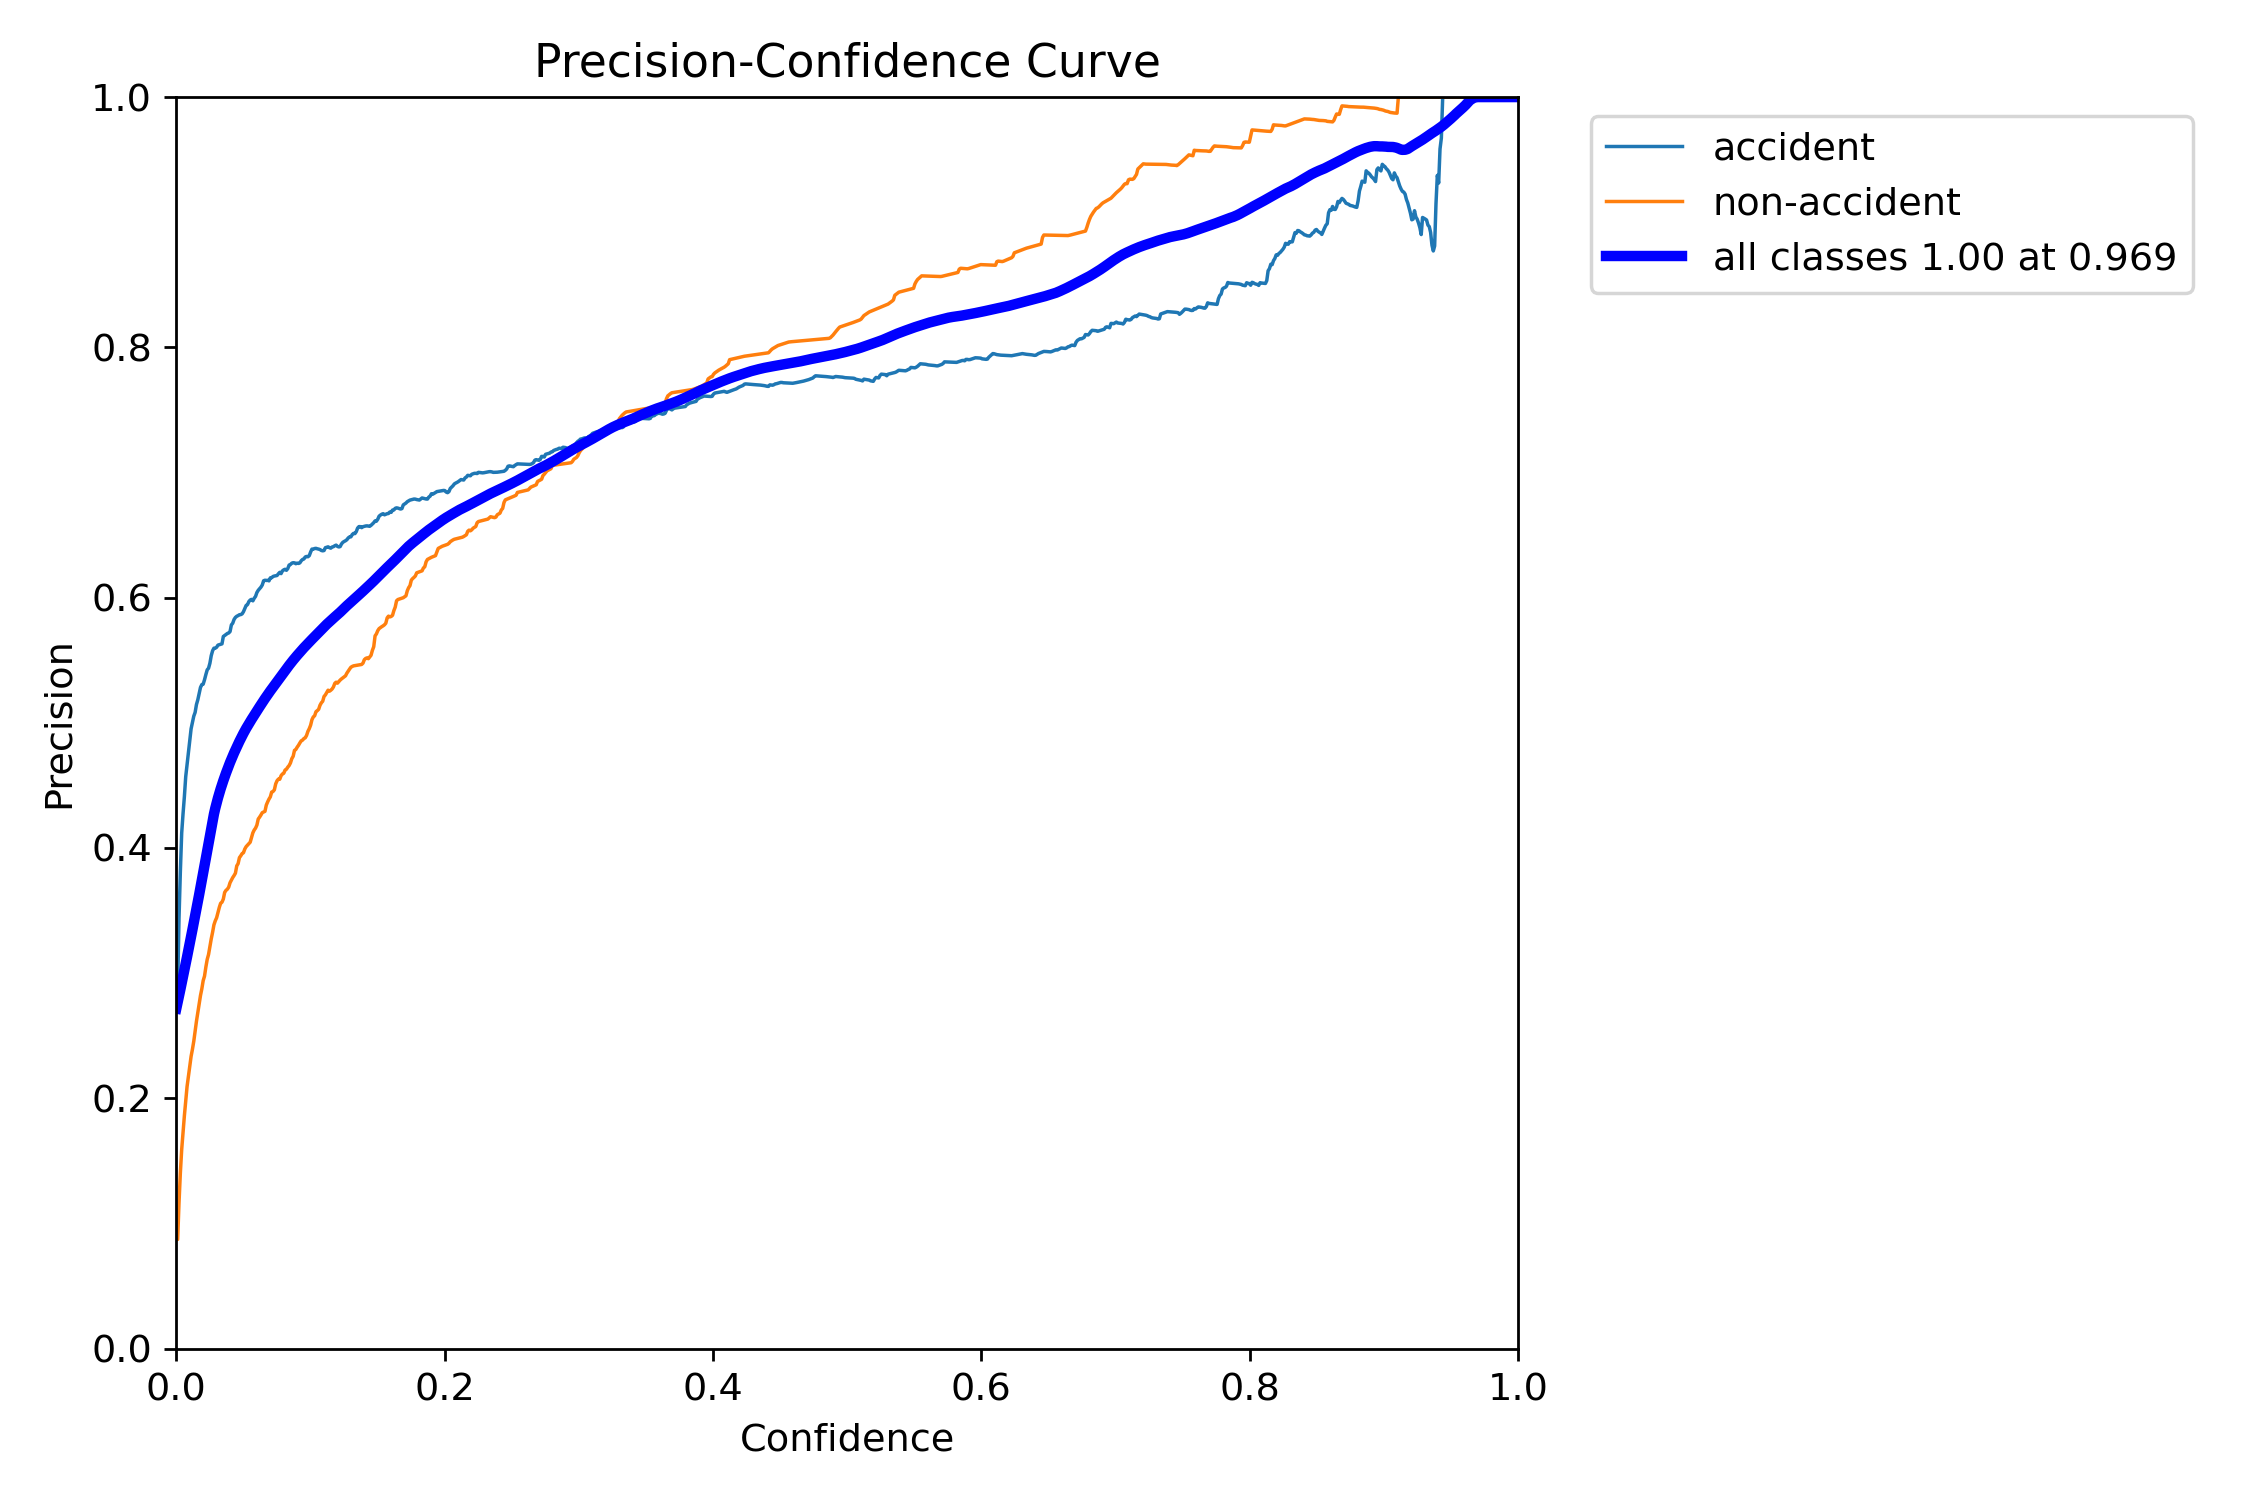 Precision-Confidence Curve
1.0
0.8
0.6
0.4
0.2
0.0
Precision
0.0 0.2 0.4 0.6 0.8 1.0
Confidence
accident
non-accident
all classes 1.00 at 0.969